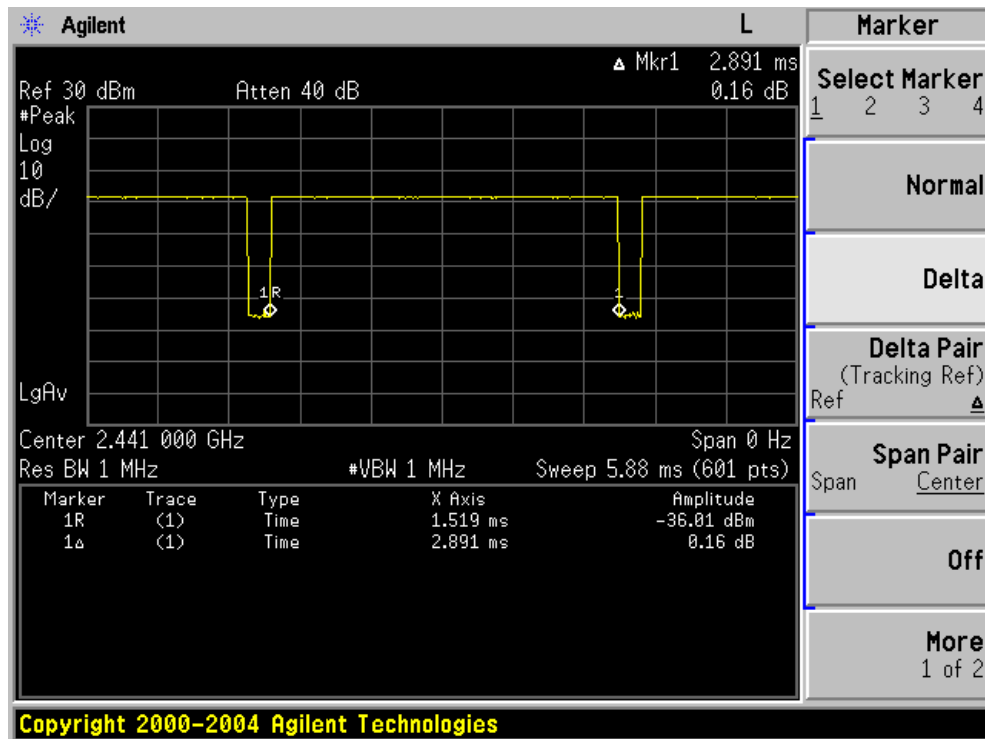 Agilent
L
Marker
△ Mkr1 2.891 ms
Ref 30 dBm Atten 40 dB 0.16 dB
#Peak
Log
10
dB/
1R
1
LgAv
Center 2.441 000 GHz Span 0 Hz
Res BW 1 MHz #VBW 1 MHz Sweep 5.88 ms (601 pts)
Marker Trace Type X Axis Amplitude
1R (1) Time 1.519 ms -36.01 dBm
1△ (1) Time 2.891 ms 0.16 dB
Select Marker
1 2 3 4
Normal
Delta
Delta Pair
(Tracking Ref)
Ref △
Span Pair
Span Center
Off
More
1 of 2
Copyright 2000-2004 Agilent Technologies